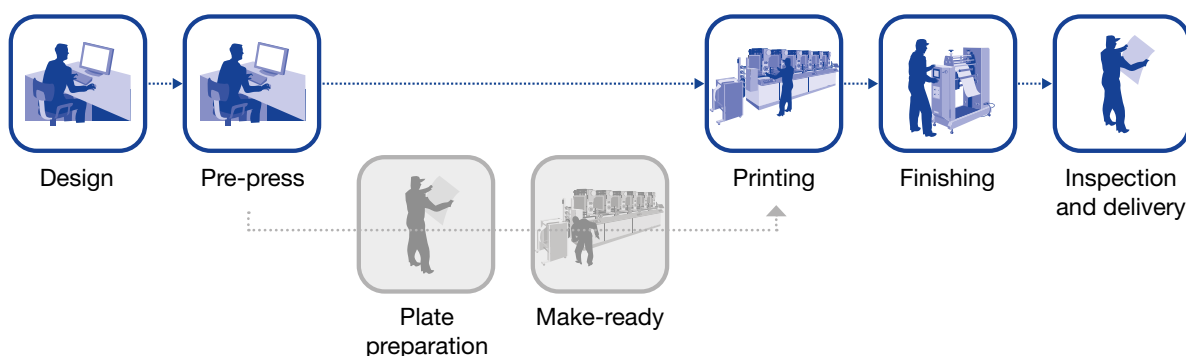 Design
Pre-press
Printing
Finishing
Inspection
and delivery
Plate
preparation
Make-ready